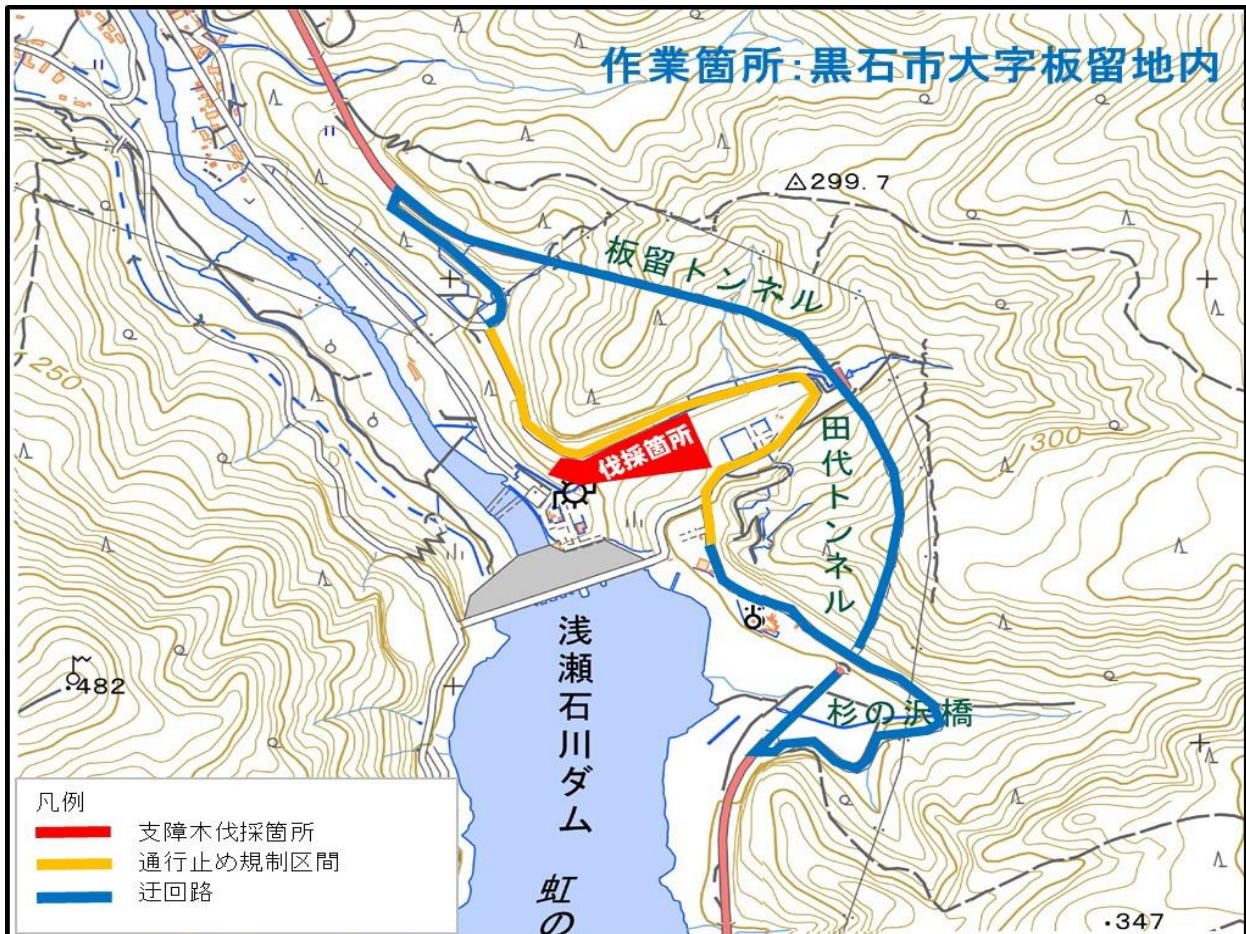 作業箇所:黒石市大字板留地内
299.7
板留トンネル
250
田代トンネル
300
伐採箇所
浅瀬石川ダム
482
杉の沢橋
虹の
347
凡例
支障木伐採箇所
通行止め規制区間
迂回路